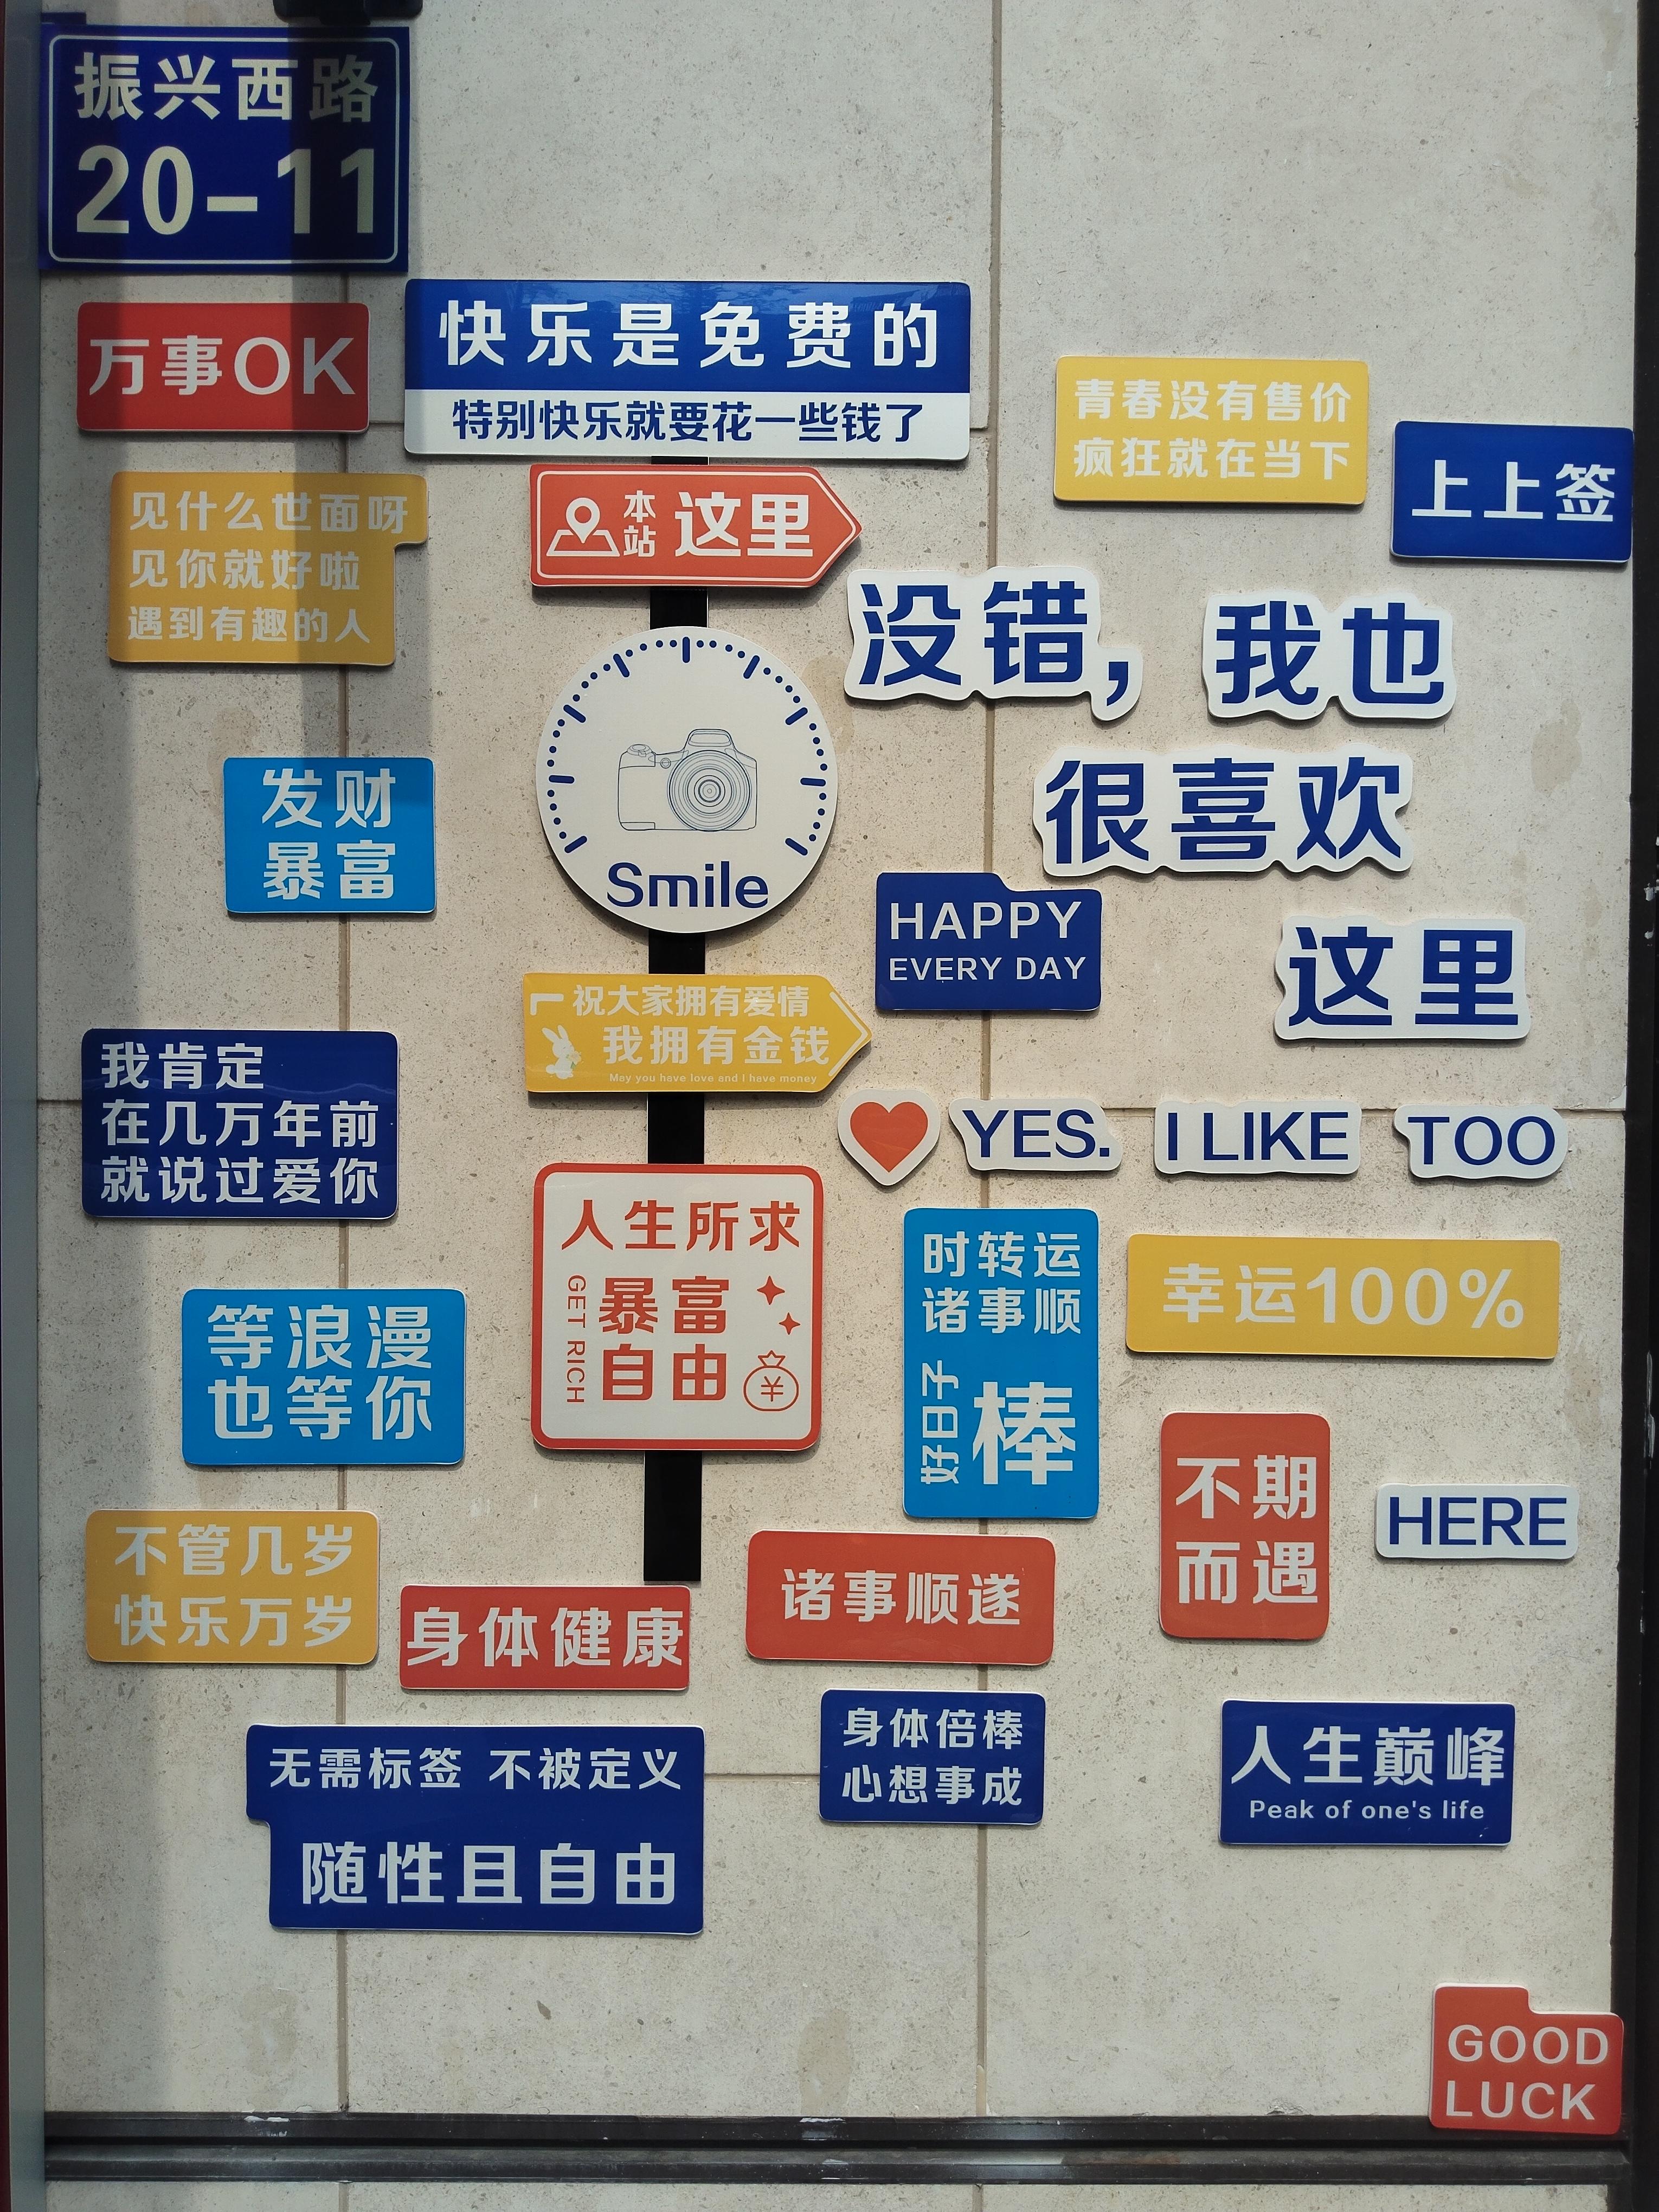 振兴西路
20-11
万事OK
快乐是免费的
特别快乐就要花一些钱了
青春没有售价
疯狂就在当下
上上签
见什么世面呀
见你就好啦
遇到有趣的人
本站 这里
没错，我也
很喜欢
这里
发财
暴富
Smile
HAPPY
EVERY DAY
祝大家拥有爱情
我拥有金钱
May you have love and I have money
我肯定
在几万年前
就说过爱你
YES. I LIKE TOO
HERE
人生所求
暴富
自由
GET RICH
¥
时转运
诸事顺
好日子
棒
幸运100%
等浪漫
也等你
不期
而遇
不管几岁
快乐万岁
身体健康
诸事顺遂
无需标签 不被定义
随性且自由
身体倍棒
心想事成
人生巅峰
Peak of one's life
GOOD
LUCK